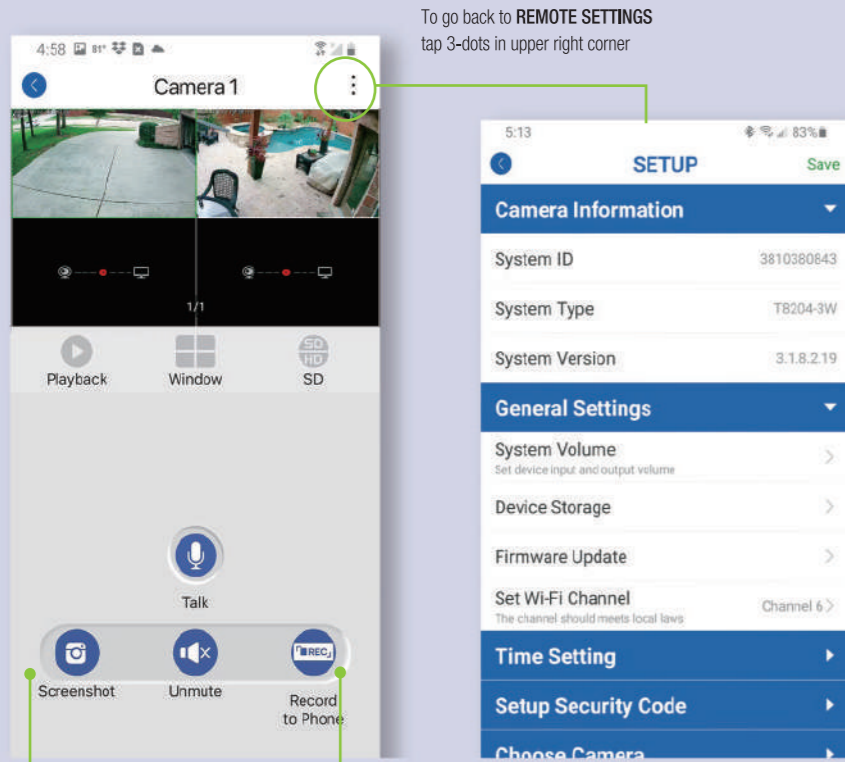 To go back to REMOTE SETTINGS
tap 3-dots in upper right corner
4:58 81°
Camera 1
1/1
SD
HD
Playback Window SD
Talk
REC
Screenshot Unmute Record
to Phone
5:13 83%
SETUP Save
Camera Information
System ID 3810380843
System Type T8204-3W
System Version 3.1.8.2.19
General Settings
System Volume
Set device input and output volume
Device Storage
Firmware Update
Set Wi-Fi Channel Channel 6
The channel should meets local laws
Time Setting
Setup Security Code
Choose Camera